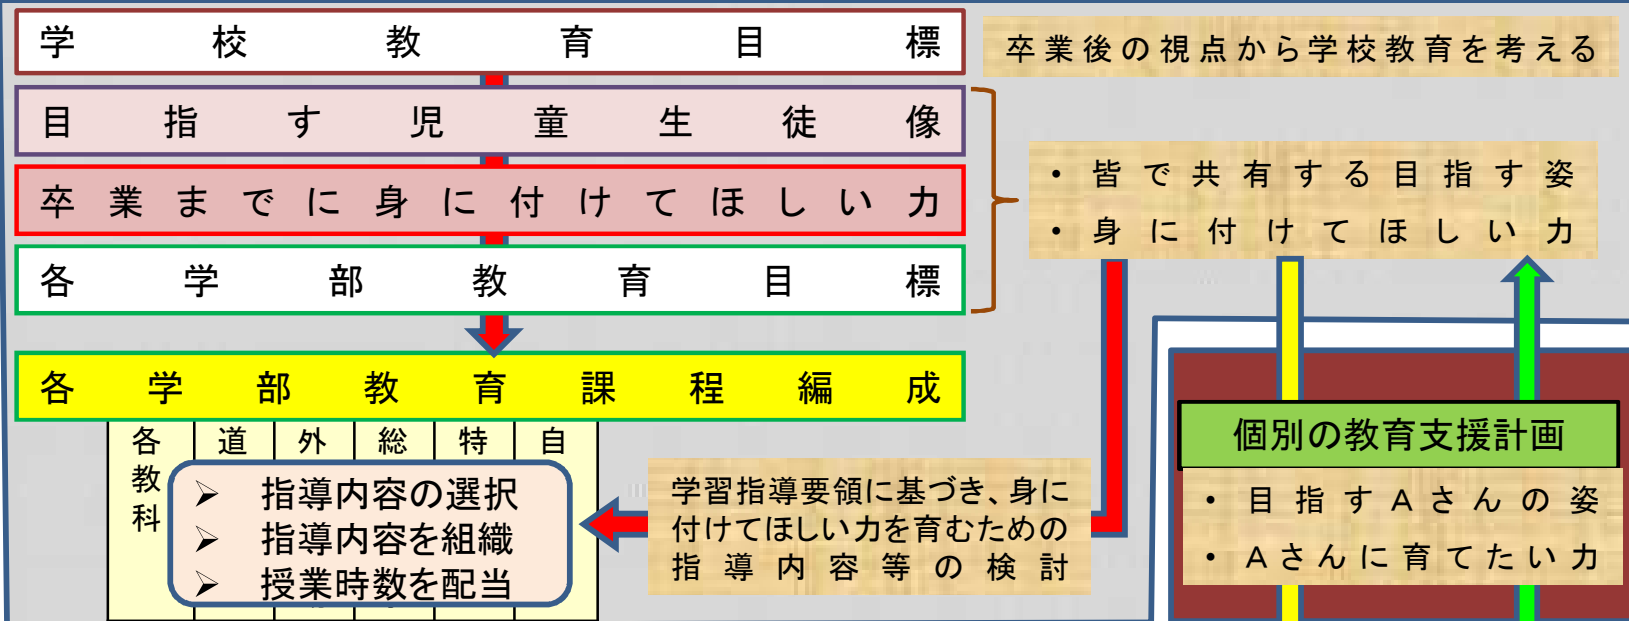 学校教育目標
卒業後の視点から学校教育を考える
目指す児童生徒像
卒業までに身に付けてほしい力
各学部教育目標
・皆で共有する目指す姿
・身に付けてほしい力
各学部教育課程編成
各教科
道
外
総
特
自
➢ 指導内容の選択
➢ 指導内容を組織
➢ 授業時数を配当
学習指導要領に基づき、身に
付けてほしい力を育むための
指導内容等の検討
個別の教育支援計画
・目指すAさんの姿
・Aさんに育てたい力